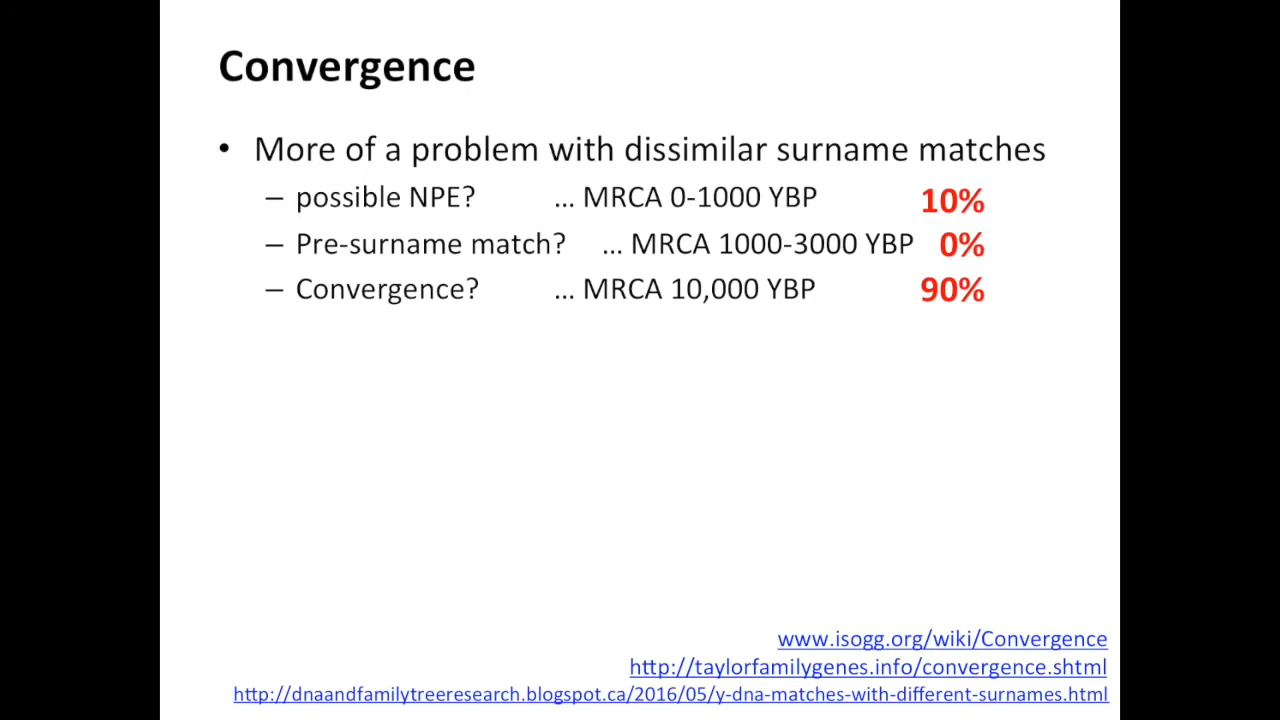 Convergence
• More of a problem with dissimilar surname matches
– possible NPE? ... MRCA 0-1000 YBP 10%
– Pre-surname match? ... MRCA 1000-3000 YBP 0%
– Convergence? ... MRCA 10,000 YBP 90%
www.isogg.org/wiki/Convergence
http://taylorfamilygenes.info/convergence.shtml
http://dnaandfamilytreeresearch.blogspot.ca/2016/05/y-dna-matches-with-different-surnames.html